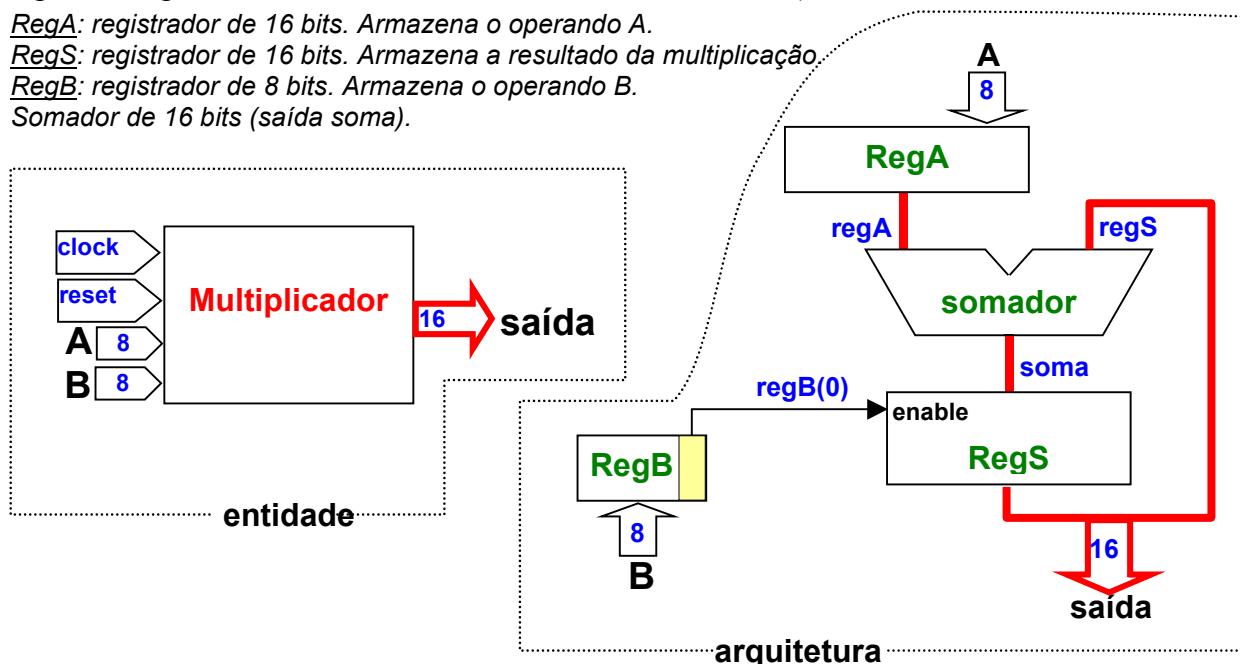 RegA: registrador de 16 bits. Armazena o operando A.
RegS: registrador de 16 bits. Armazena a resultado da multiplicação.
RegB: registrador de 8 bits. Armazena o operando B.
Somador de 16 bits (saída soma).
clock
reset
A 8
B 8
Multiplicador
16
saída
entidade
A
8
RegA
regA
regS
somador
soma
regB(0)
enable
RegS
RegB
8
B
16
saída
arquitetura